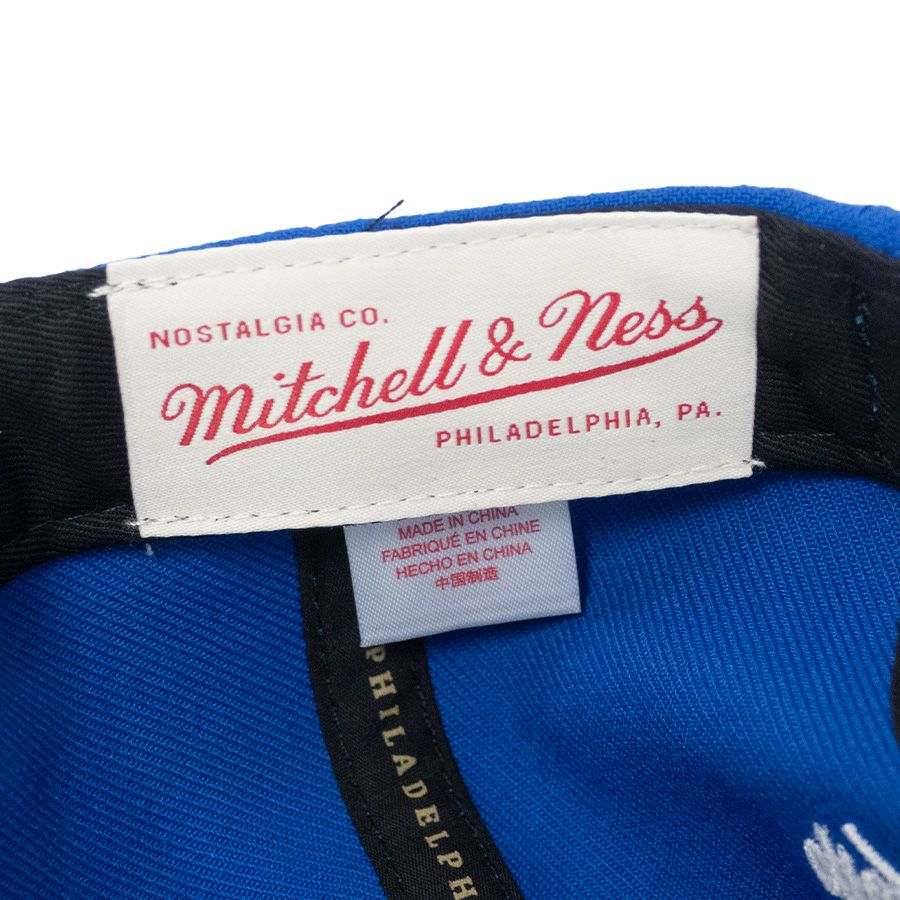 NOSTALGIA CO.
Mitchell & Ness
PHILADELPHIA, PA.
MADE IN CHINA
FABRIQUÉ EN CHINE
HECHO EN CHINA
中国制造
PHILADELPH